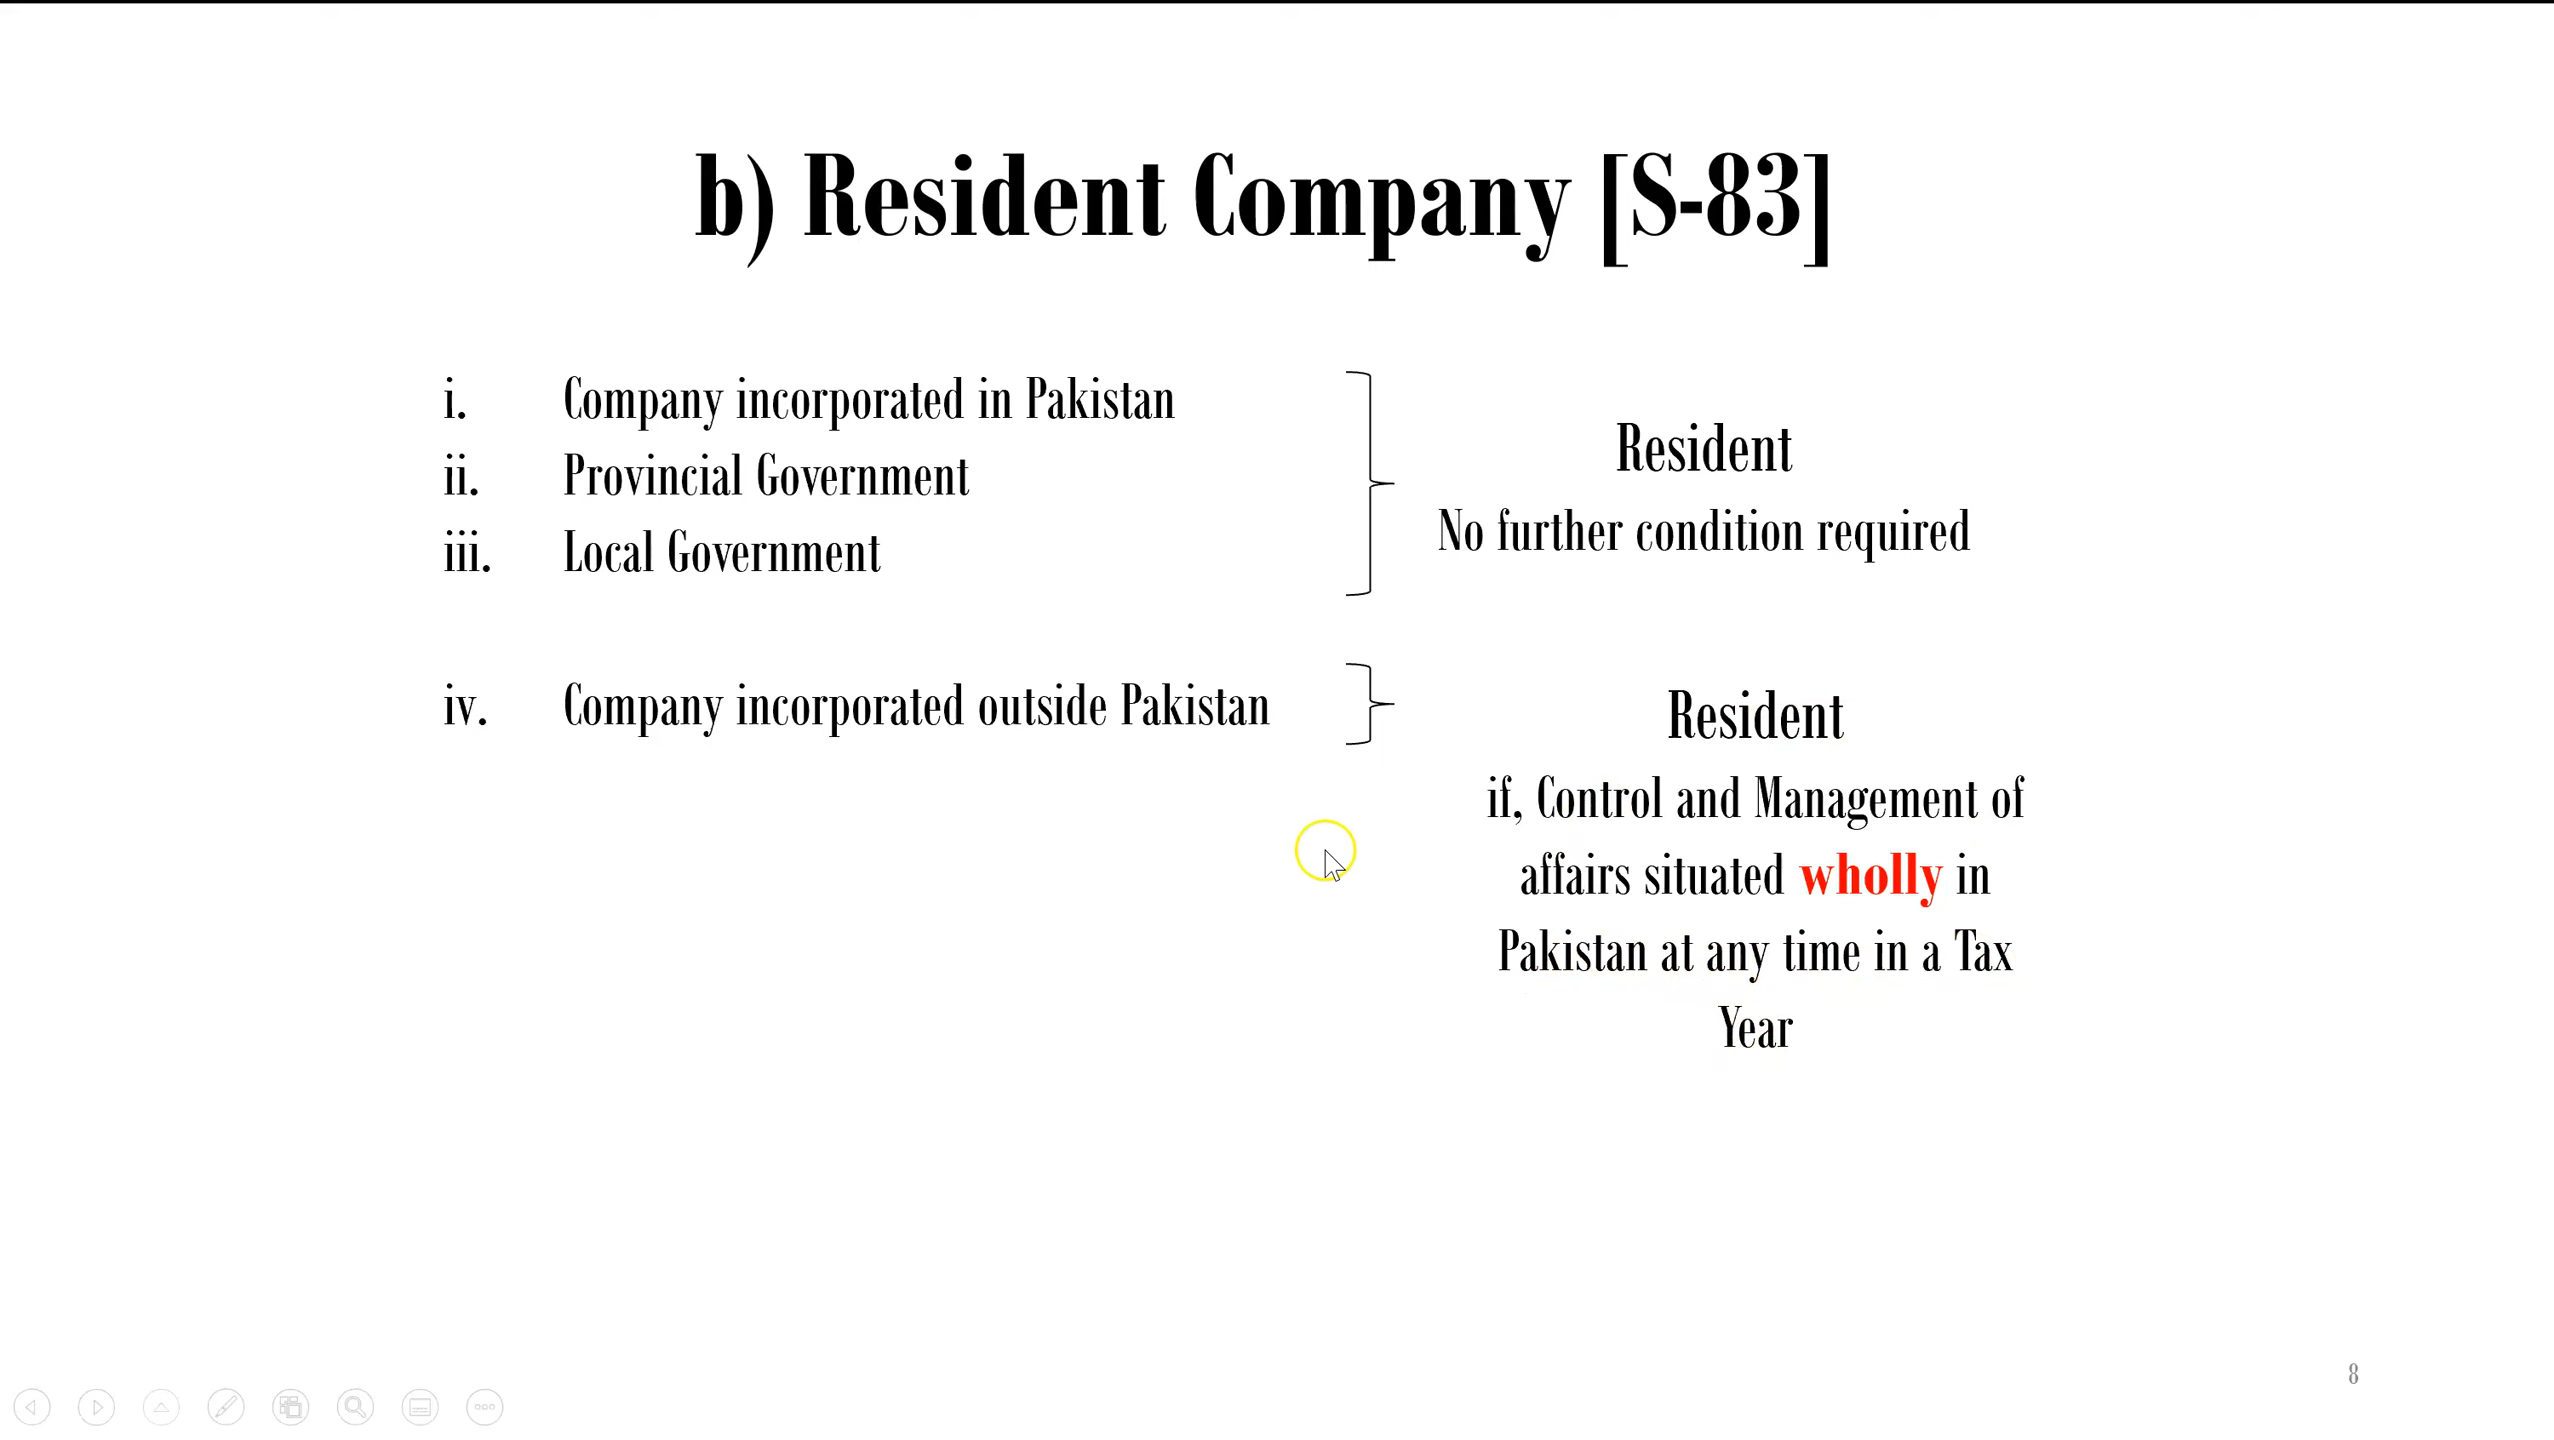 b) Resident Company [S-83]
i. Company incorporated in Pakistan
ii. Provincial Government
iii. Local Government
Resident
No further condition required
iv. Company incorporated outside Pakistan
Resident
if, Control and Management of
affairs situated wholly in
Pakistan at any time in a Tax
Year
8